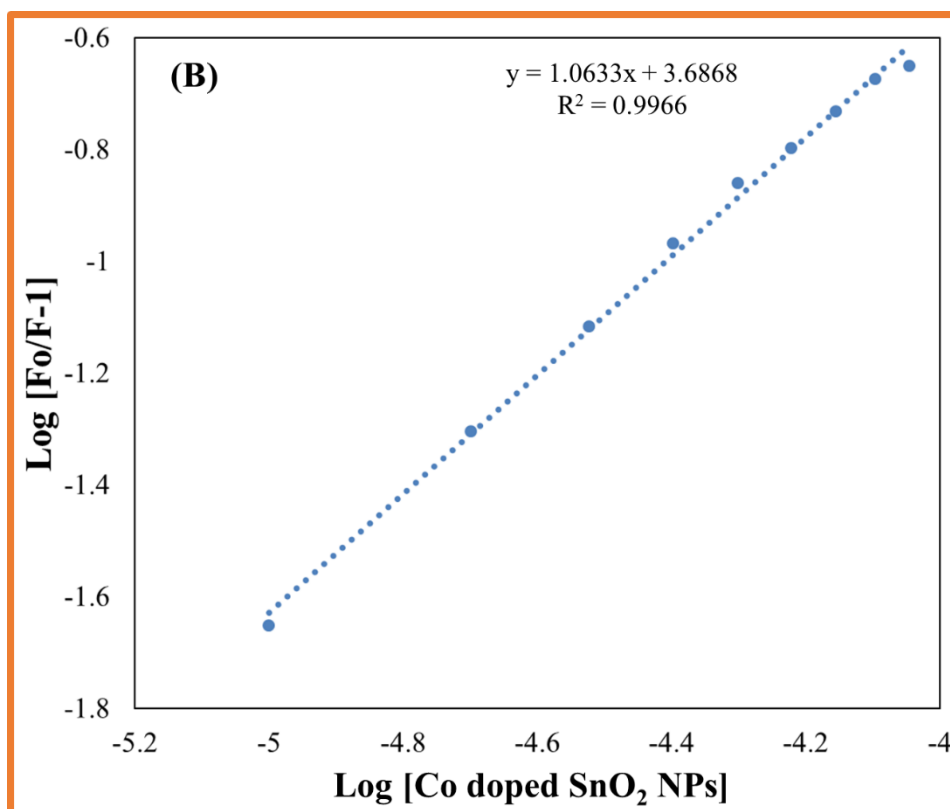 (B)
y = 1.0633x + 3.6868
R² = 0.9966
-0.6
-0.8
-1
-1.2
-1.4
-1.6
-1.8
Log [Fo/F-1]
-5.2 -5 -4.8 -4.6 -4.4 -4.2 -4
Log [Co doped SnO₂ NPs]